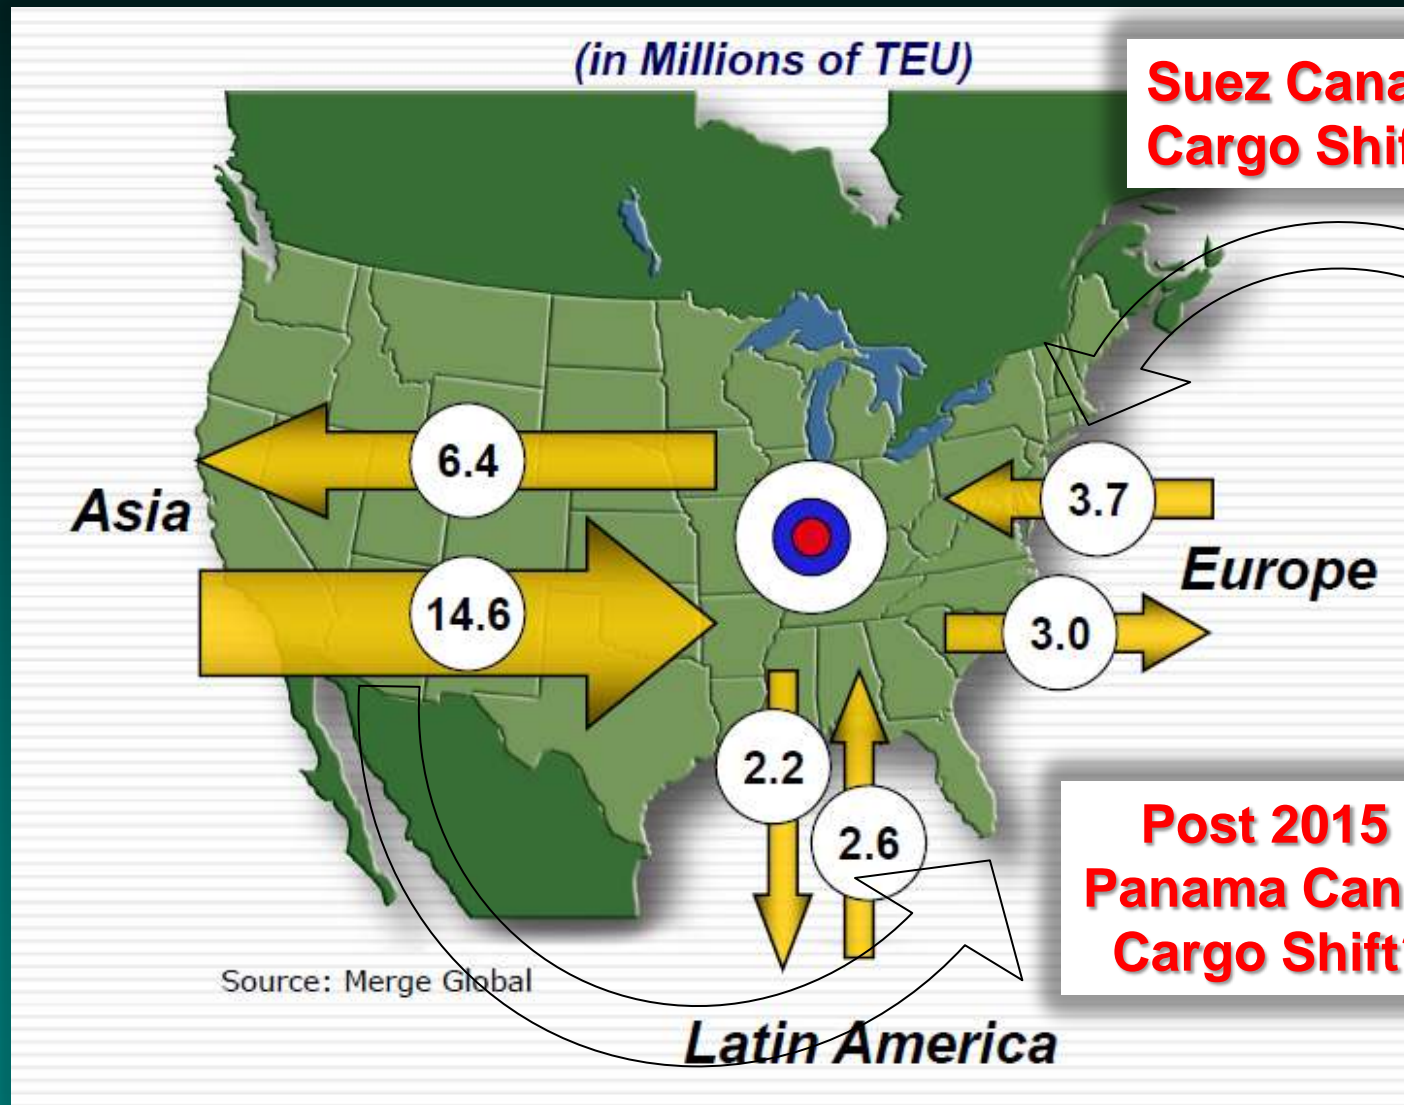 (in Millions of TEU)
Suez Cana
Cargo Shif
6.4
3.7
Asia
Europe
14.6
3.0
2.2
2.6
Post 2015
Panama Can
Cargo Shift
Source: Merge Global
Latin America